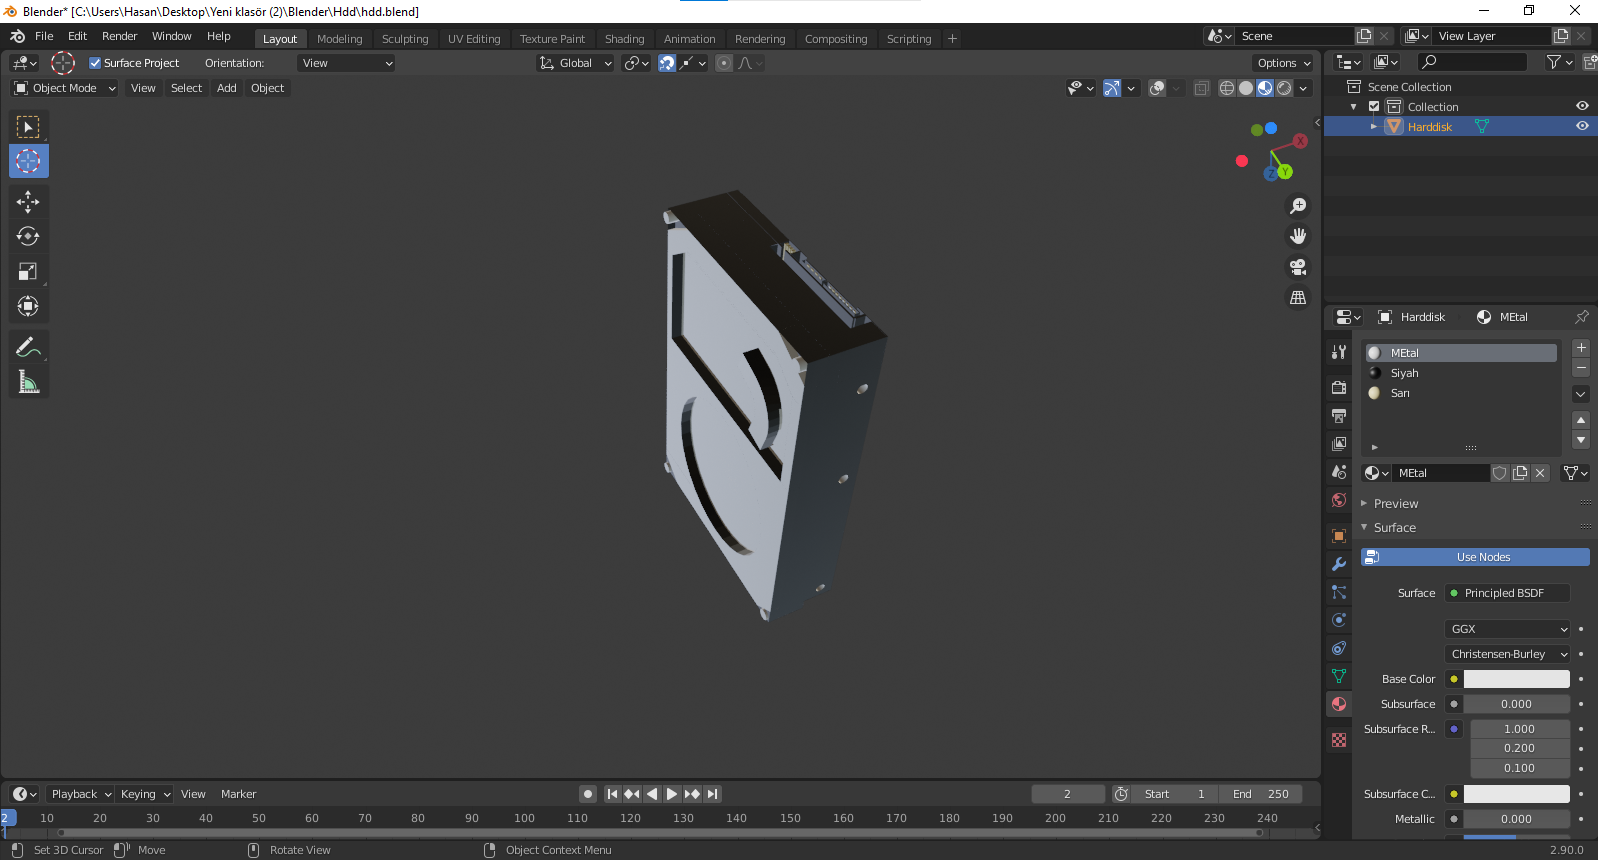 Blender* [C:\Users\Hasan\Desktop\Yeni klasör (2)\Blender\Hdd\hdd.blend]
File Edit Render Window Help Layout Modeling Sculpting UV Editing Texture Paint Shading Animation Rendering Compositing Scripting + Scene View Layer
Surface Project Orientation: View Global Options
Object Mode View Select Add Object
Scene Collection
Collection
Harddisk
X
Y
Z
Harddisk MEtal
MEtal
Siyah
Sarı
MEtal
Preview
Surface
Use Nodes
Surface Principled BSDF
GGX
Christensen-Burley
Base Color
Subsurface 0.000
Subsurface R... 1.000
0.200
0.100
Subsurface C...
Metallic 0.000
Playback Keying View Marker 2 Start 1 End 250
2 10 20 30 40 50 60 70 80 90 100 110 120 130 140 150 160 170 180 190 200 210 220 230 240
Set 3D Cursor Move Rotate View Object Context Menu 2.90.0